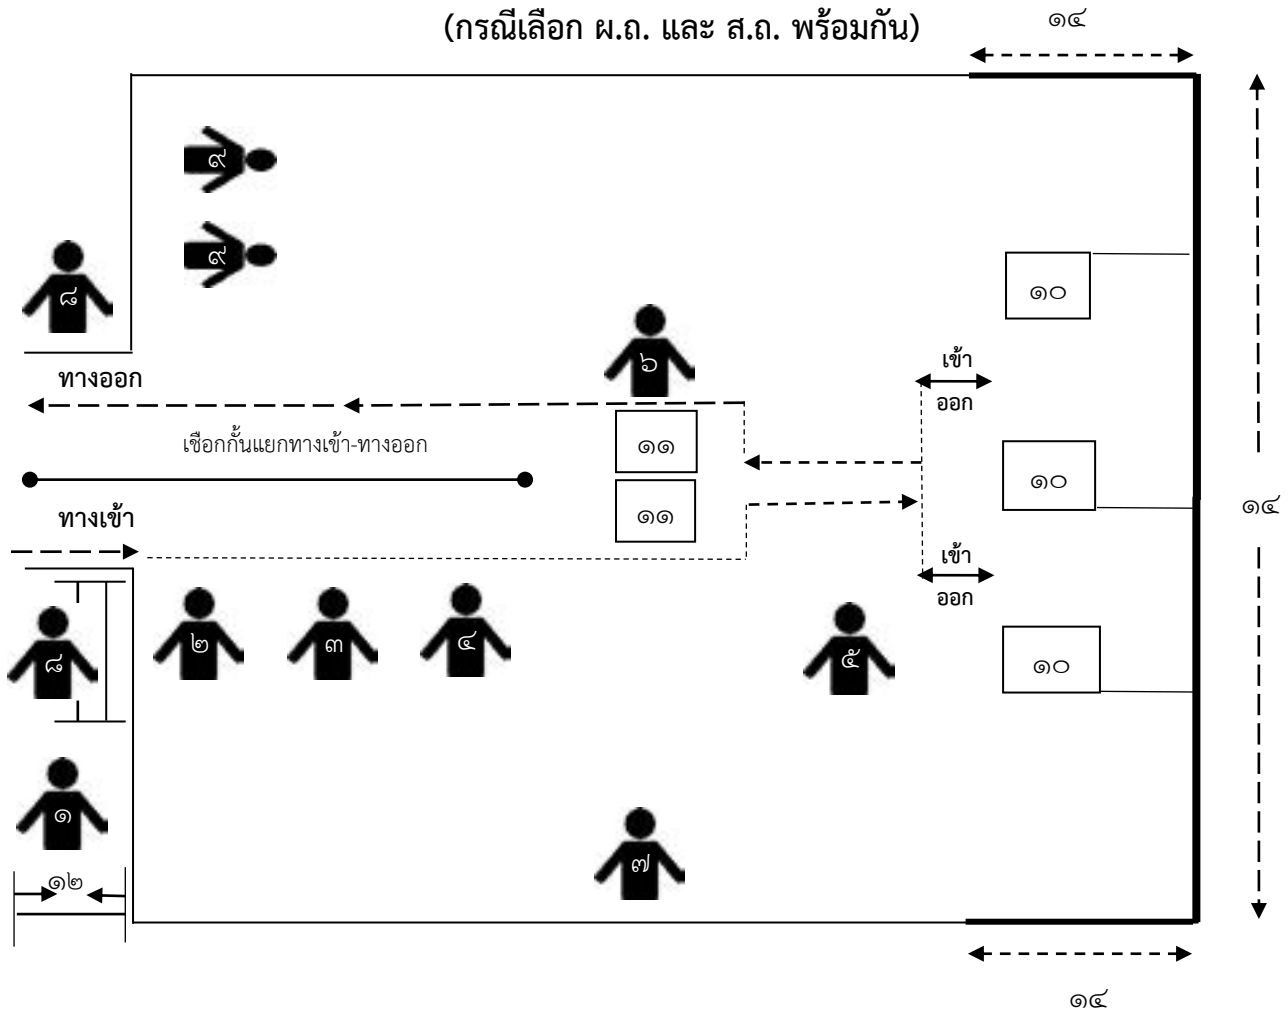 (กรณีเลือก ผ.ถ. และ ส.ถ. พร้อมกัน)
๑๔
๙
๙
๘
๑๐
๖
เข้า
ออก
ทางออก
เชือกกั้นแยกทางเข้า-ทางออก
๑๑
๑๐
๑๑
๑๔
ทางเข้า
เข้า
ออก
๘
๒
๓
๔
๕
๑๐
๑
๗
๑๒
๑๔